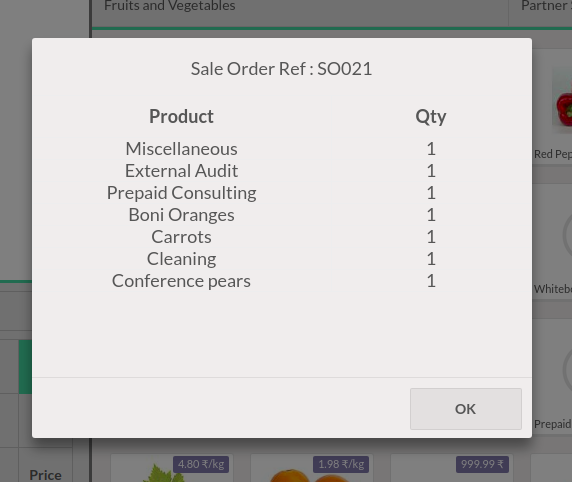 Fruits and Vegetables
Partner
Sale Order Ref : SO021
Product Qty
Miscellaneous 1
External Audit 1
Prepaid Consulting 1
Boni Oranges 1
Carrots 1
Cleaning 1
Conference pears 1
OK
Red Pep
Whitebo
Prepaid
4.80 ₹/kg
1.98 ₹/kg
999.99 ₹
Price